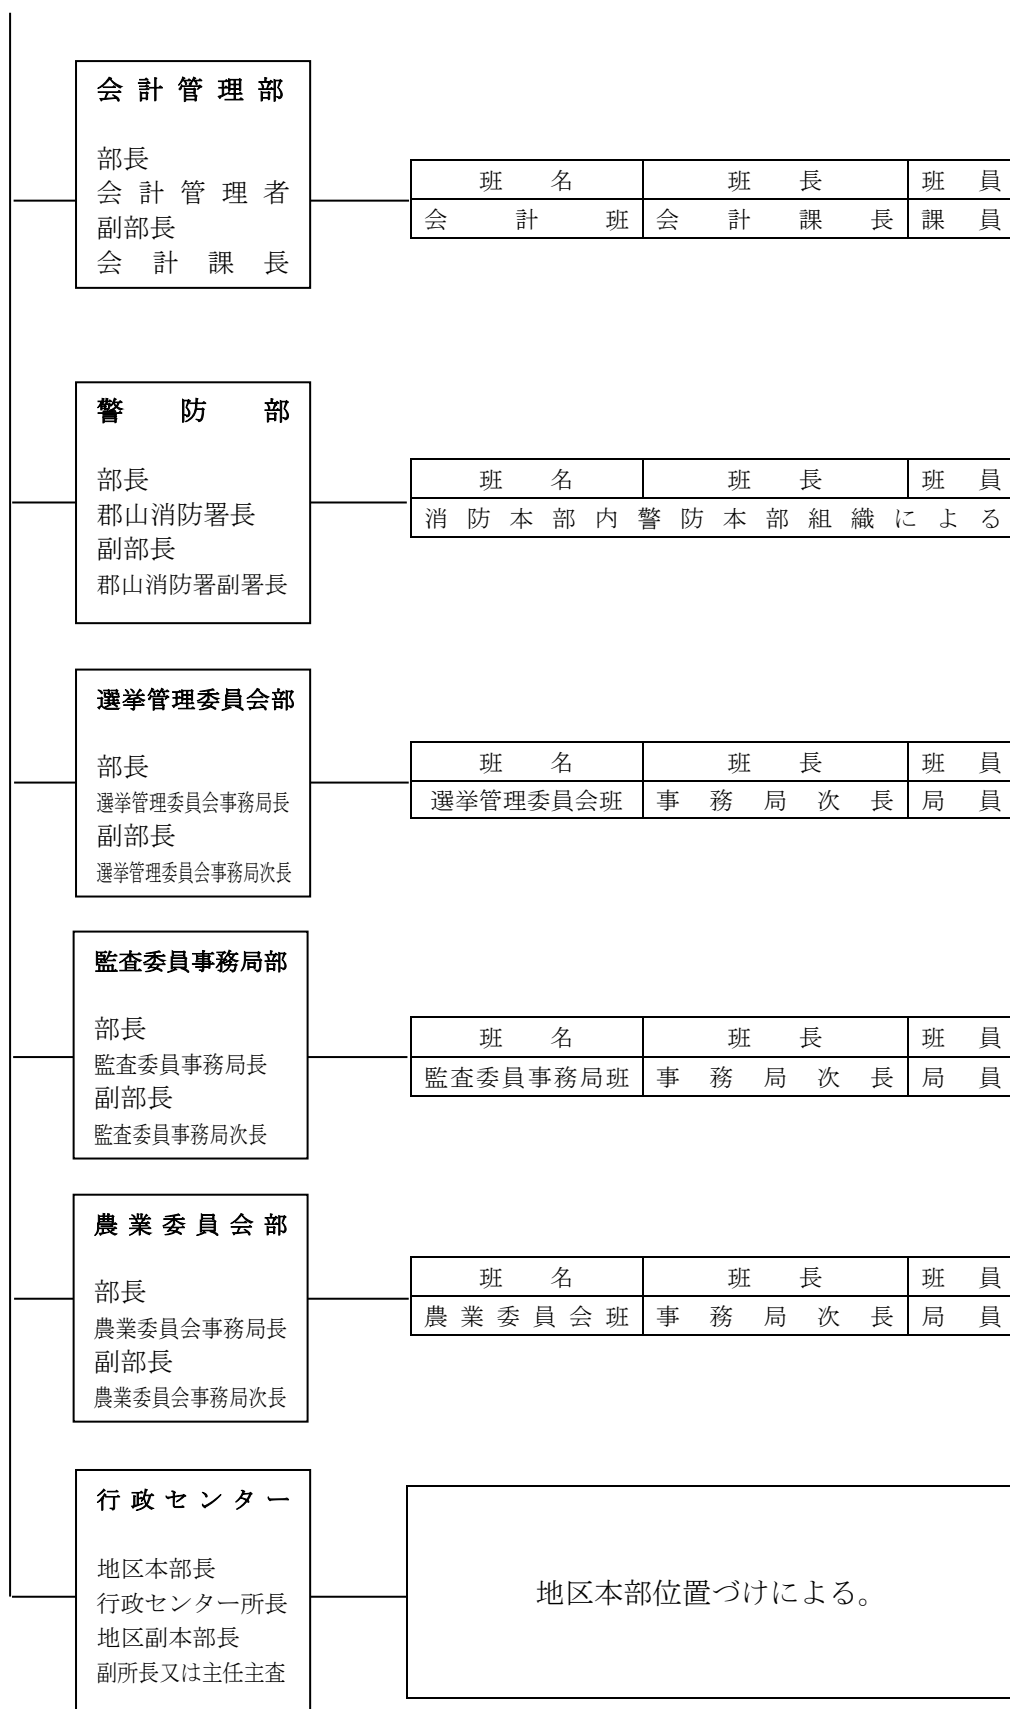 会計管理部
部長
会計管理者
副部長
会計課長
班名 班長 班員
会計班 会計課長 課員
警防部
部長
郡山消防署長
副部長
郡山消防署副署長
班名 班長 班員
消防本部内警防本部組織による
選挙管理委員会部
部長
選挙管理委員会事務局長
副部長
選挙管理委員会事務局次長
班名 班長 班員
選挙管理委員会班 事務局次長 局員
監査委員事務局部
部長
監査委員事務局長
副部長
監査委員事務局次長
班名 班長 班員
監査委員事務局班 事務局次長 局員
農業委員会部
部長
農業委員会事務局長
副部長
農業委員会事務局次長
班名 班長 班員
農業委員会班 事務局次長 局員
行政センター
地区本部長
行政センター所長
地区副本部長
副所長又は主任主査
地区本部位置づけによる。